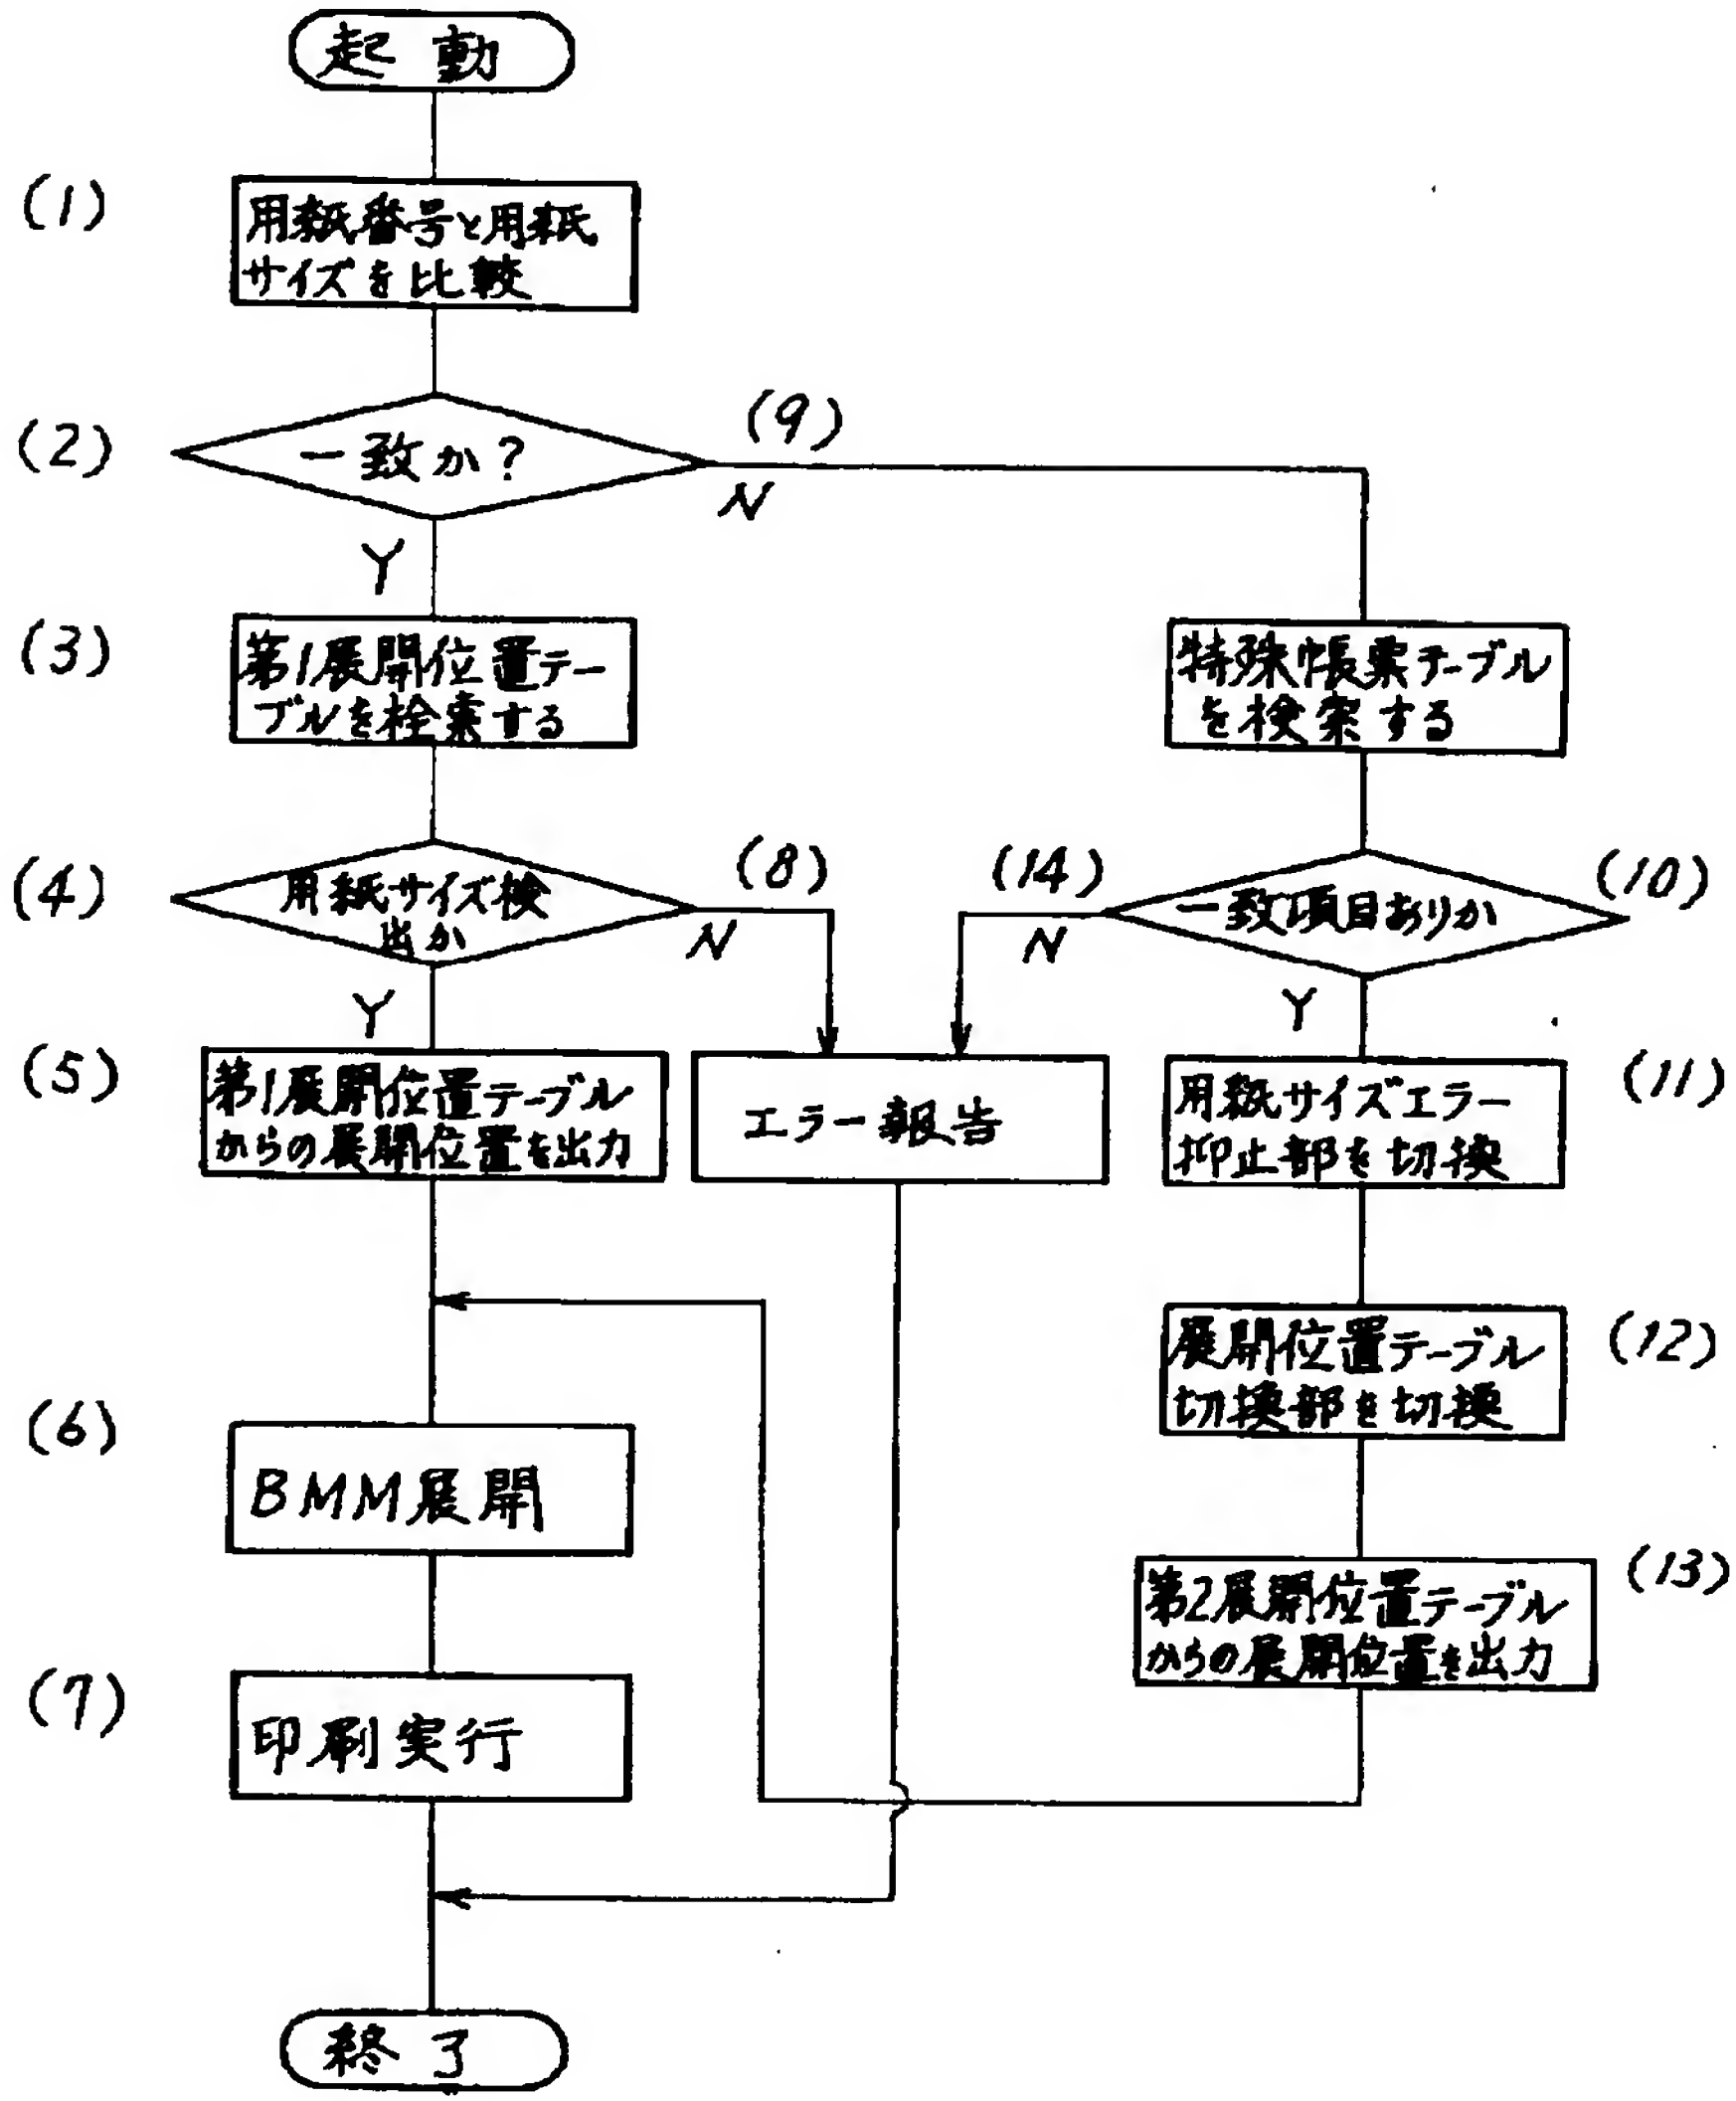 起動
(1)
用紙番号と用紙
サイズを比較
(2)
一致か?
(9)
N
Y
(3)
第1展開位置テー
ブルを検索する
特殊帳票テーブル
を検索する
(4)
用紙サイズ検
出か
(8)
N
(14)
N
一致項目ありか
(10)
Y
Y
(5)
第1展開位置テーブル
からの展開位置を出力
エラー報告
用紙サイズエラー
抑止部を切換
(11)
展開位置テーブル
切換部を切換
(12)
(6)
BMM展開
第2展開位置テーブル
からの展開位置を出力
(13)
(7)
印刷実行
終了